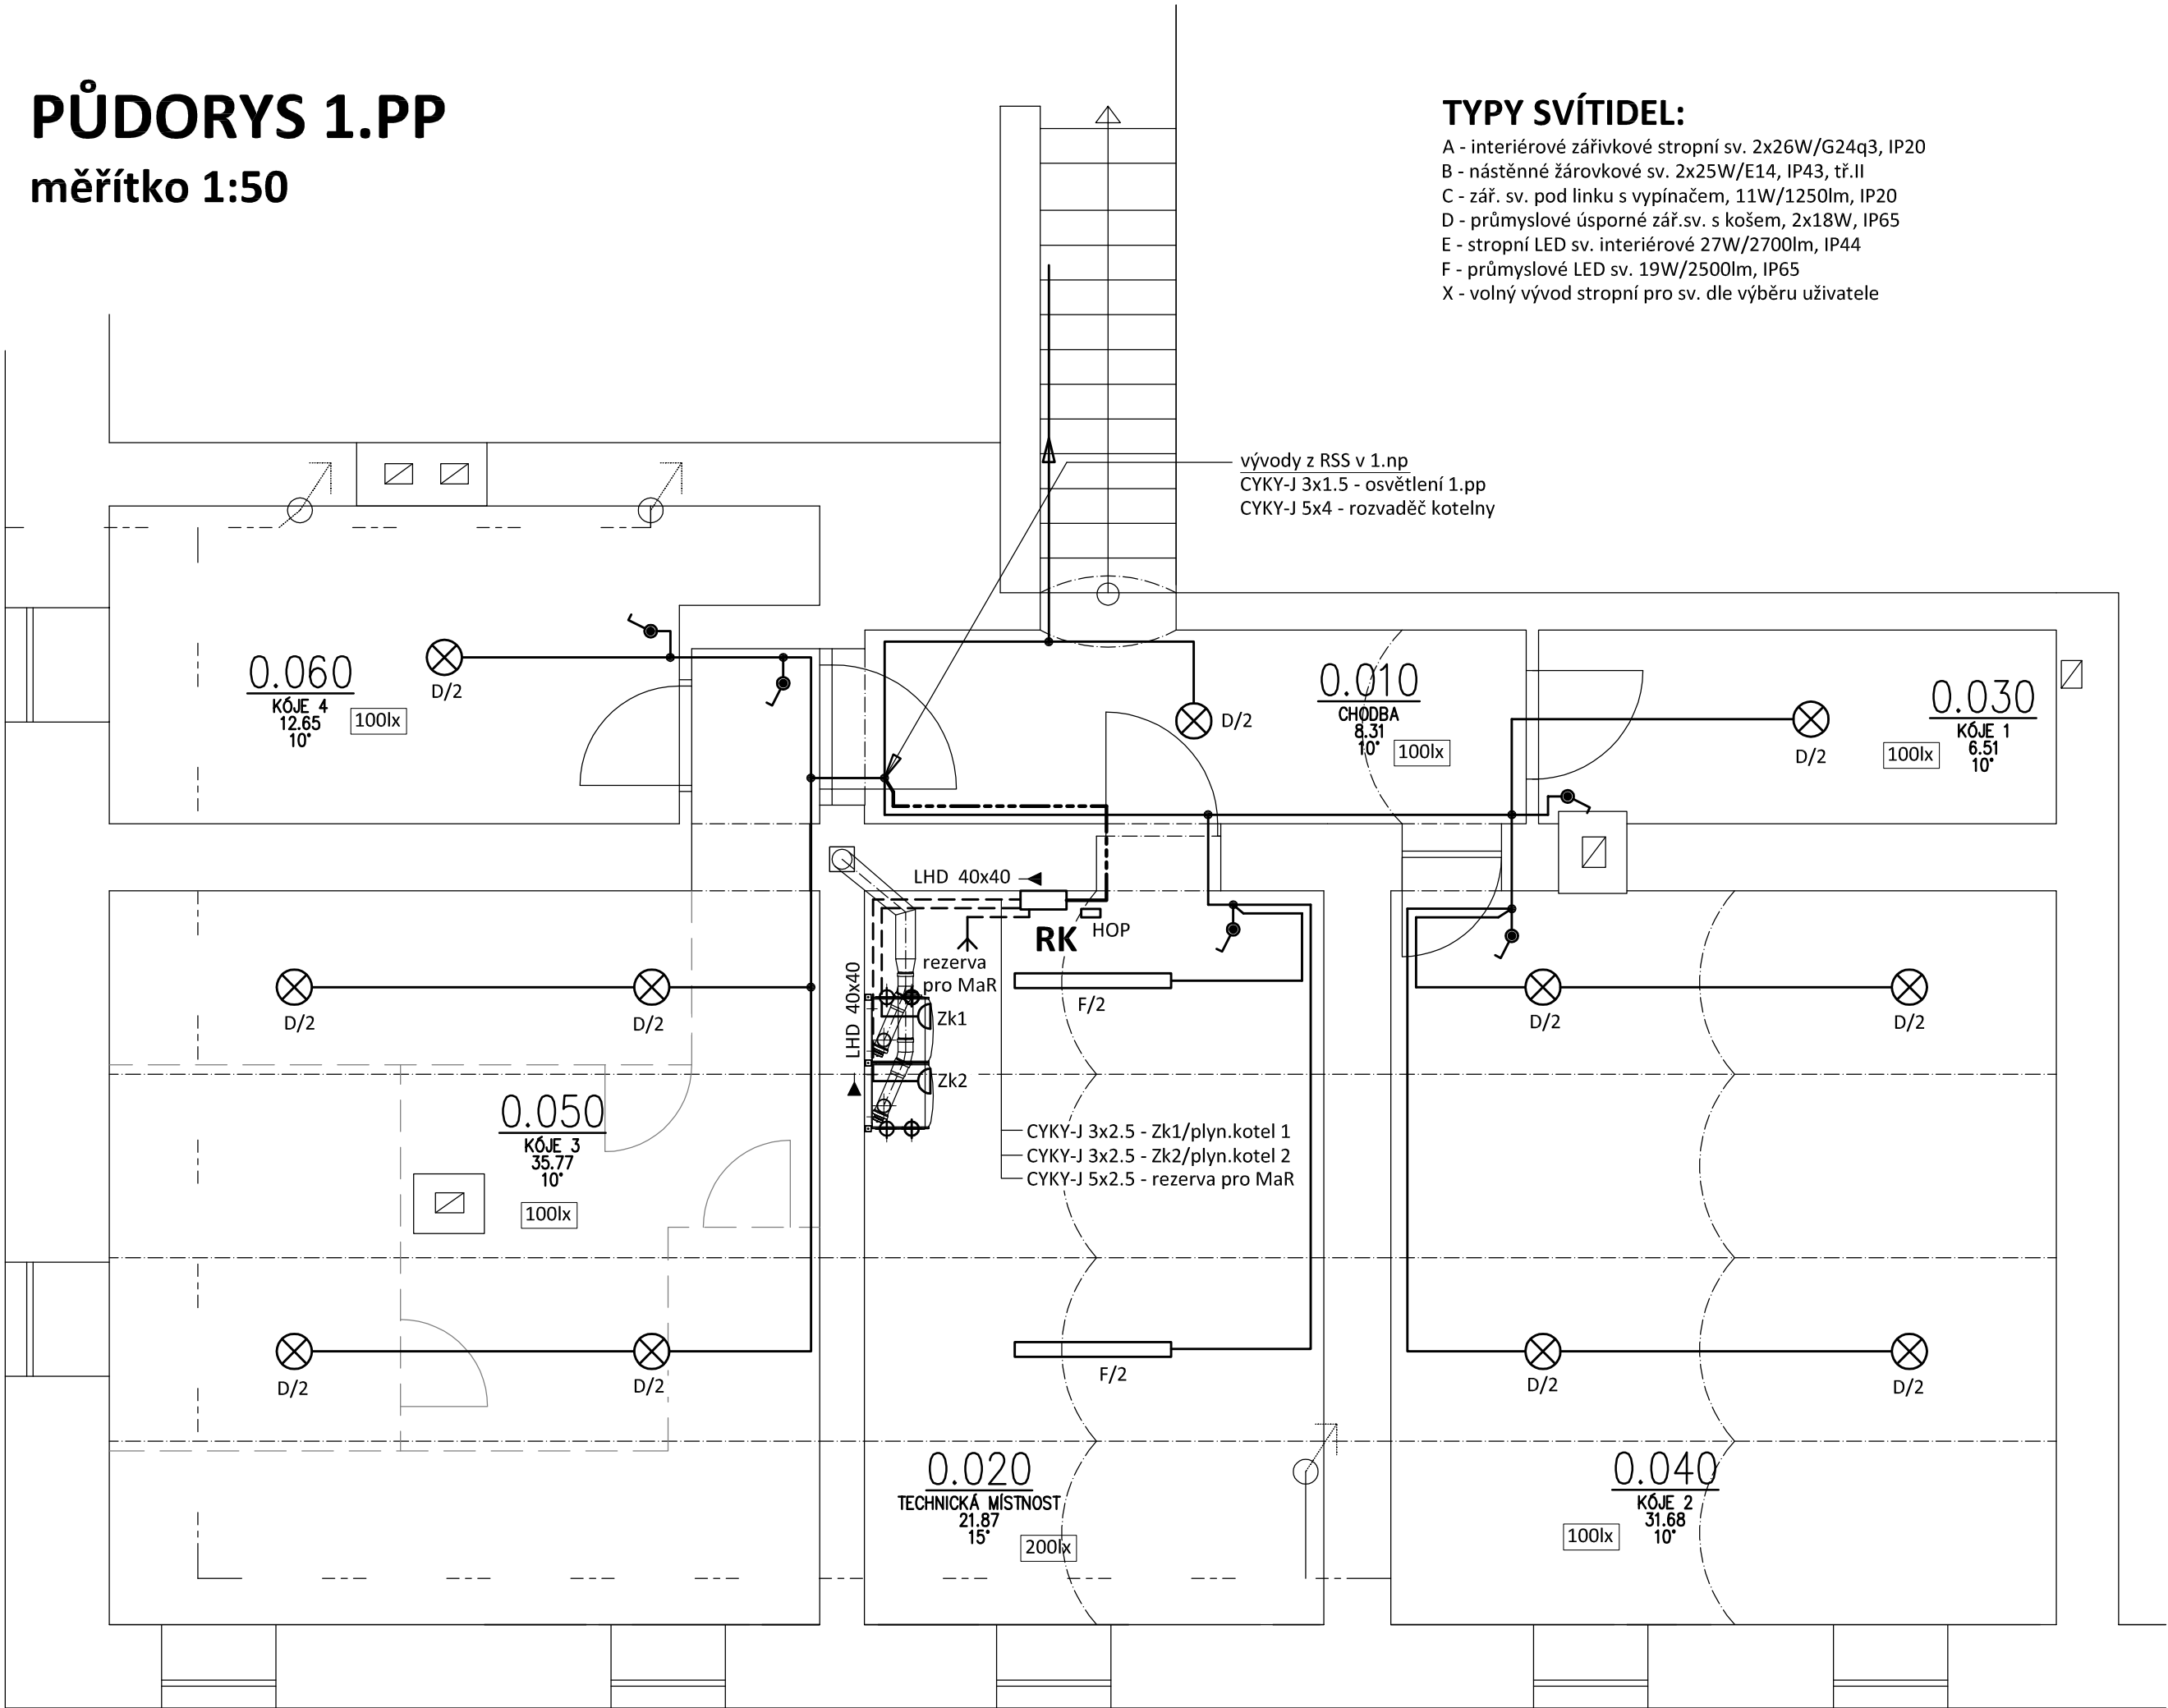 PŮDORYS 1.PP
měřítko 1:50
TYPY SVÍTIDEL:
A - interiérové zářivkové stropní sv. 2x26W/G24q3, IP20
B - nástěnné žárovkové sv. 2x25W/E14, IP43, tř.II
C - zář. sv. pod linku s vypínačem, 11W/1250lm, IP20
D - průmyslové úsporné zář.sv. s košem, 2x18W, IP65
E - stropní LED sv. interiérové 27W/2700lm, IP44
F - průmyslové LED sv. 19W/2500lm, IP65
X - volný vývod stropní pro sv. dle výběru uživatele
vývody z RSS v 1.np
CYKY-J 3x1.5 - osvětlení 1.pp
CYKY-J 5x4 - rozvaděč kotelny
0.060
KÓJE 4
12.65
10°
100lx
D/2
D/2
0.010
CHODBA
8.31
10°
100lx
D/2
100lx
0.030
KÓJE 1
6.51
10°
LHD 40x40
RK
HOP
rezerva
pro MaR
LHD 40x40
Zk1
Zk2
F/2
D/2
D/2
D/2
D/2
0.050
KÓJE 3
35.77
10°
100lx
CYKY-J 3x2.5 - Zk1/plyn.kotel 1
CYKY-J 3x2.5 - Zk2/plyn.kotel 2
CYKY-J 5x2.5 - rezerva pro MaR
D/2
D/2
F/2
D/2
D/2
0.020
TECHNICKÁ MÍSTNOST
21.87
15°
200lx
0.040
KÓJE 2
31.68
10°
100lx